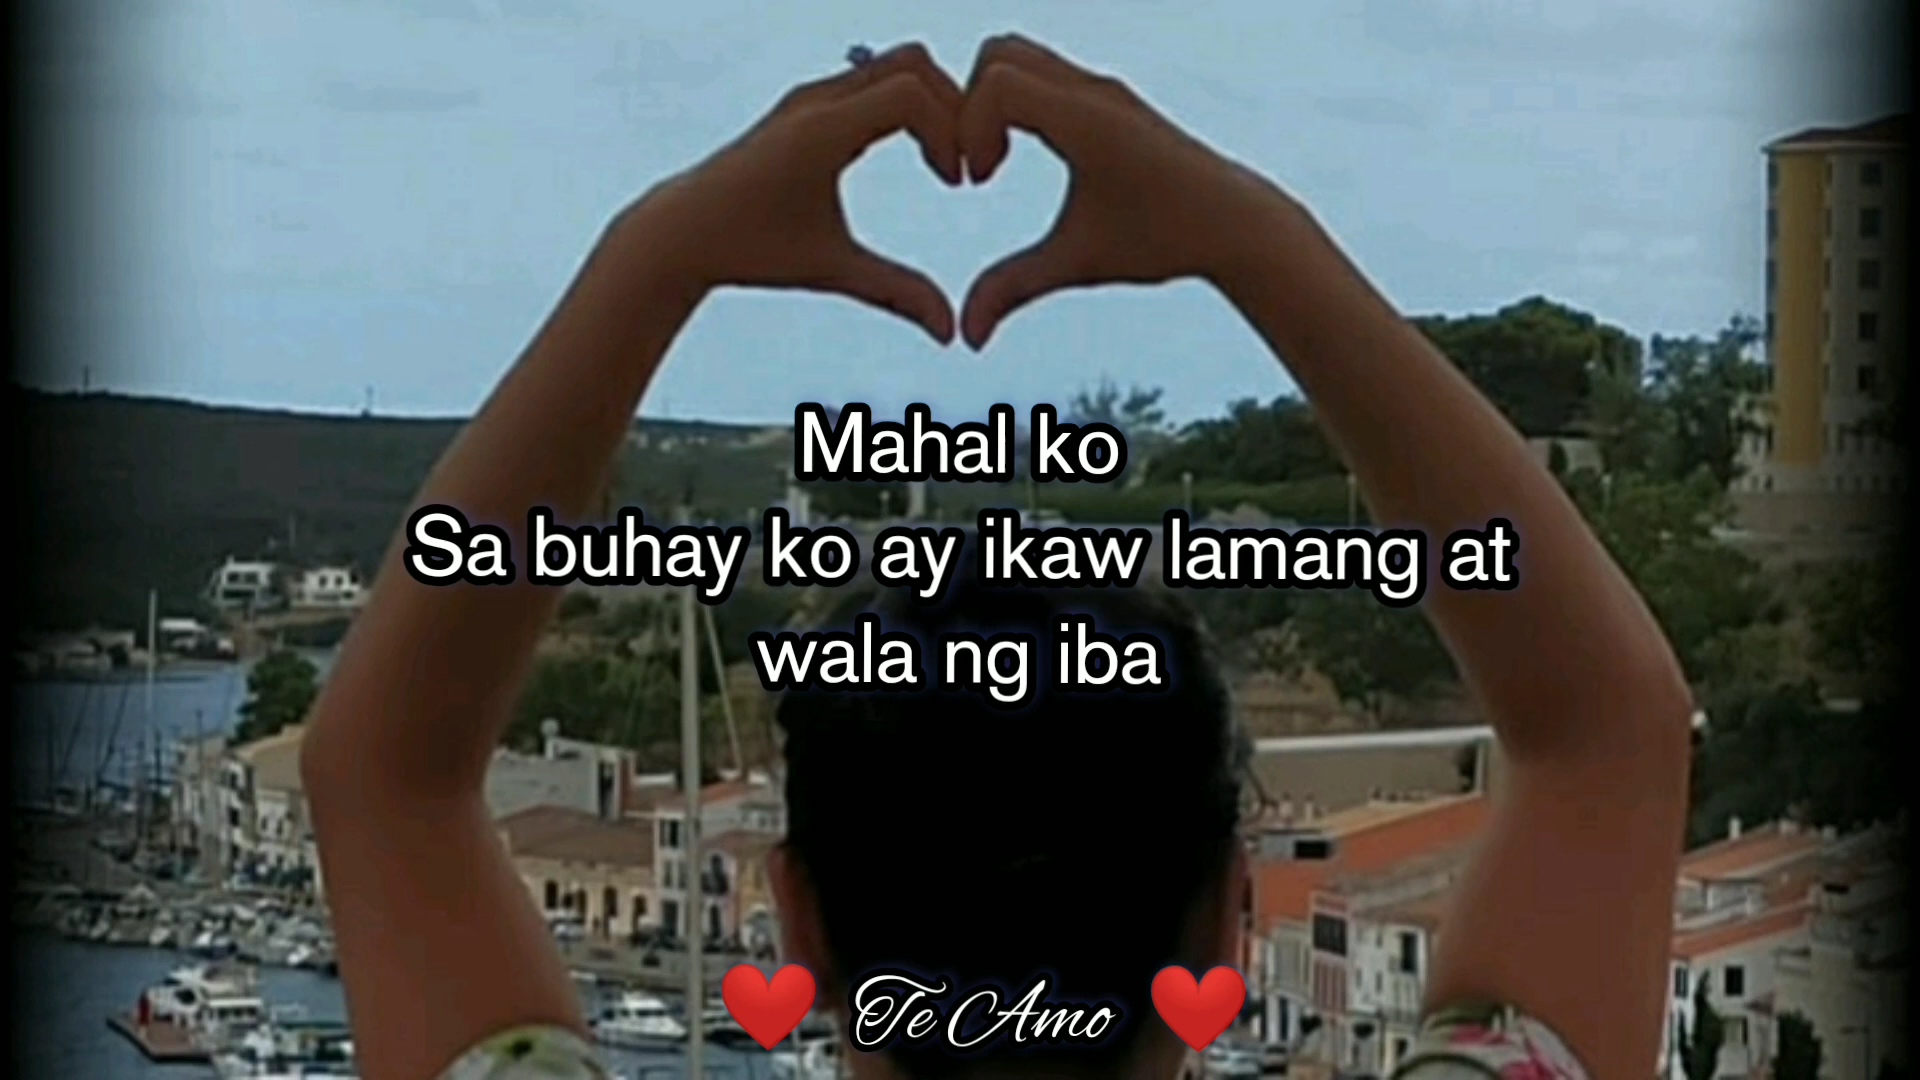 Mahal ko
Sa buhay ko ay ikaw lamang at
wala ng iba
❤️ Te Amo ❤️